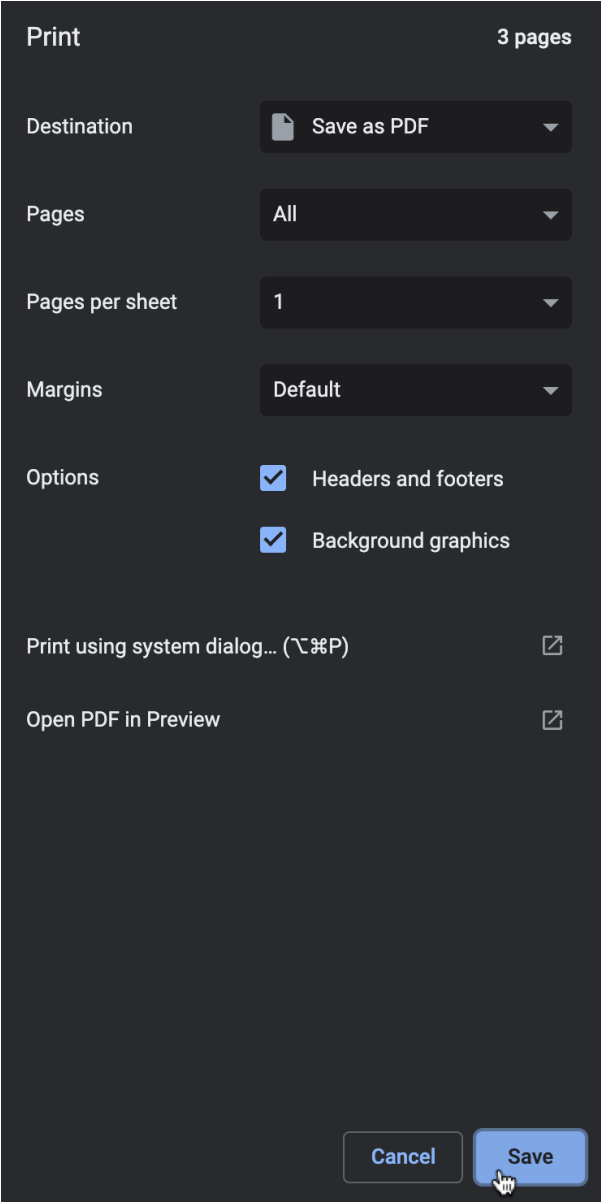 Print 3 pages
Destination Save as PDF
Pages All
Pages per sheet 1
Margins Default
Options Headers and footers
Background graphics
Print using system dialog... (⌥⌘P)
Open PDF in Preview
Cancel Save